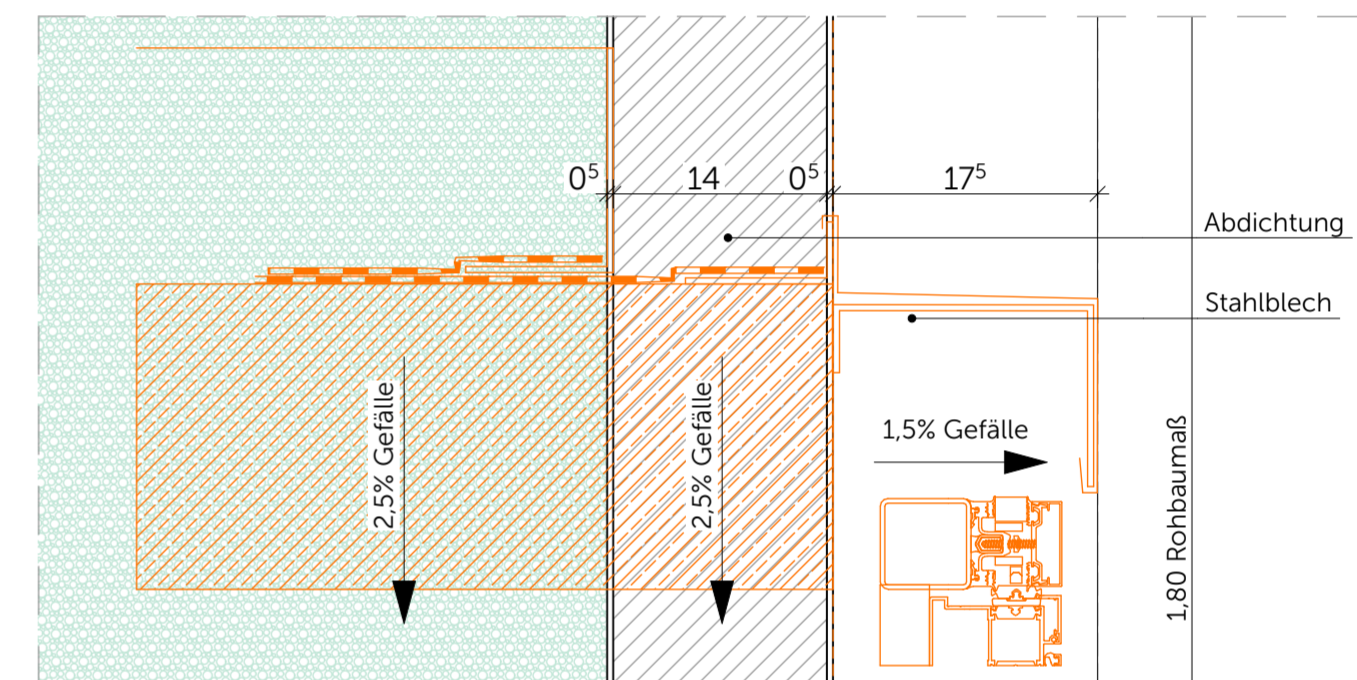 0⁵ 14 0⁵ 17⁵
Abdichtung
Stahlblech
2,5% Gefälle
2,5% Gefälle
1,5% Gefälle
1,80 Rohbaumaß